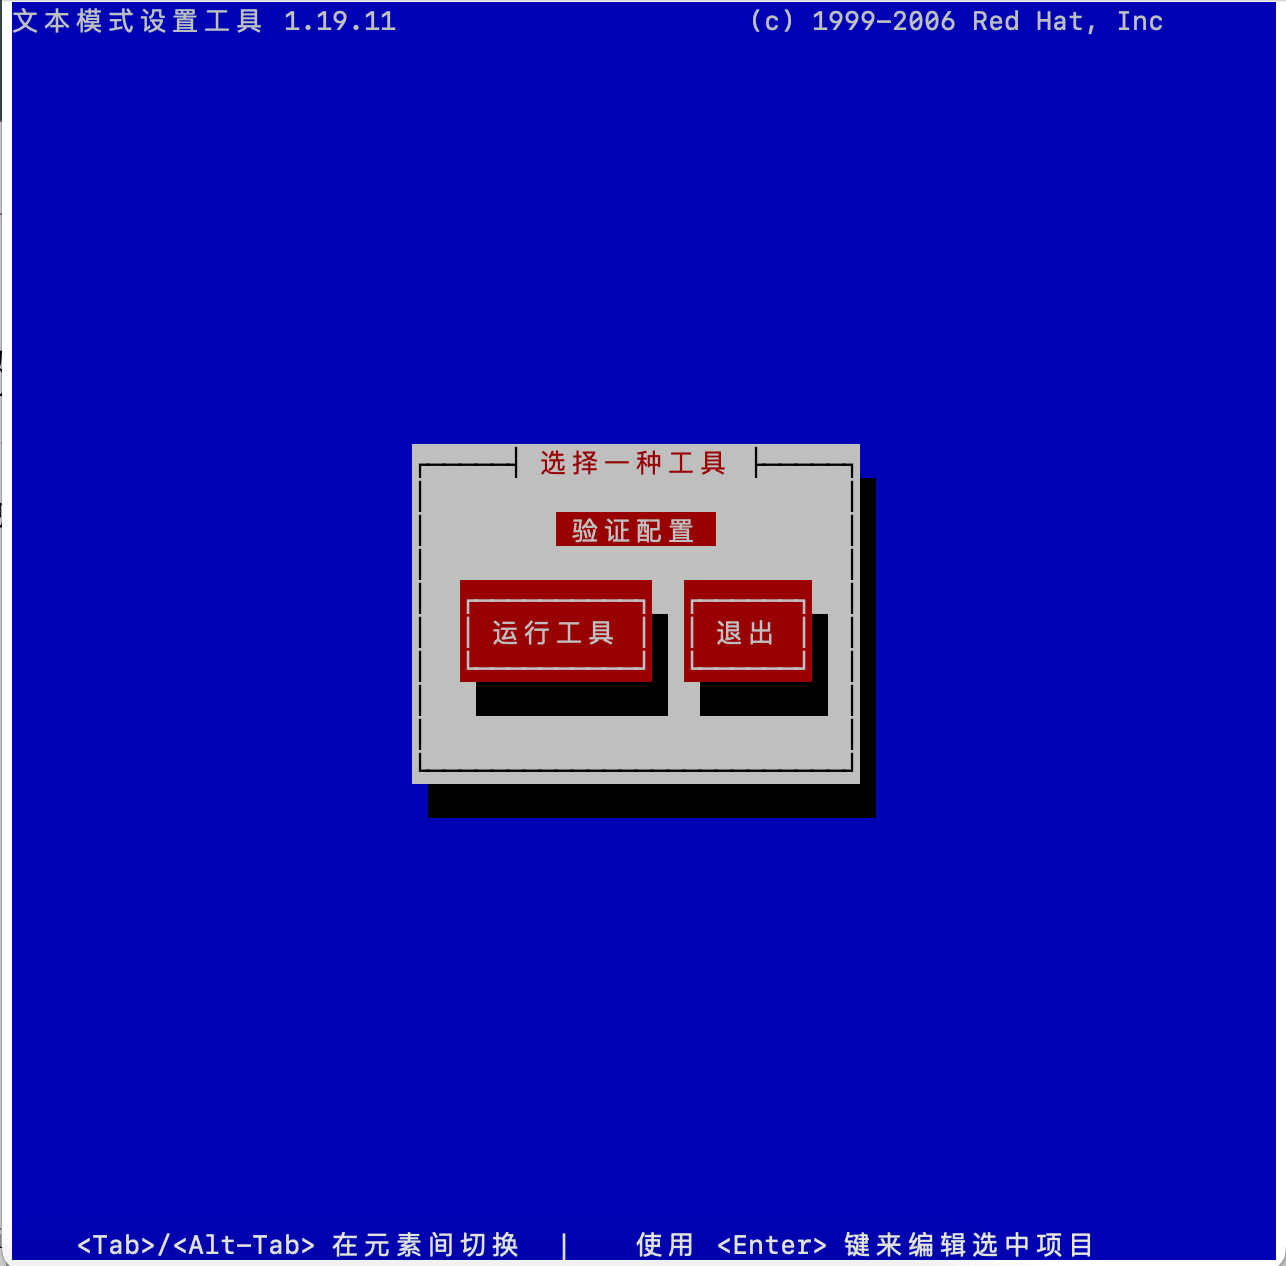 文本模式设置工具 1.19.11 (c) 1999-2006 Red Hat, Inc
选择一种工具
验证配置
运行工具 退出
<Tab>/<Alt-Tab> 在元素间切换 | 使用 <Enter> 键来编辑选中项目